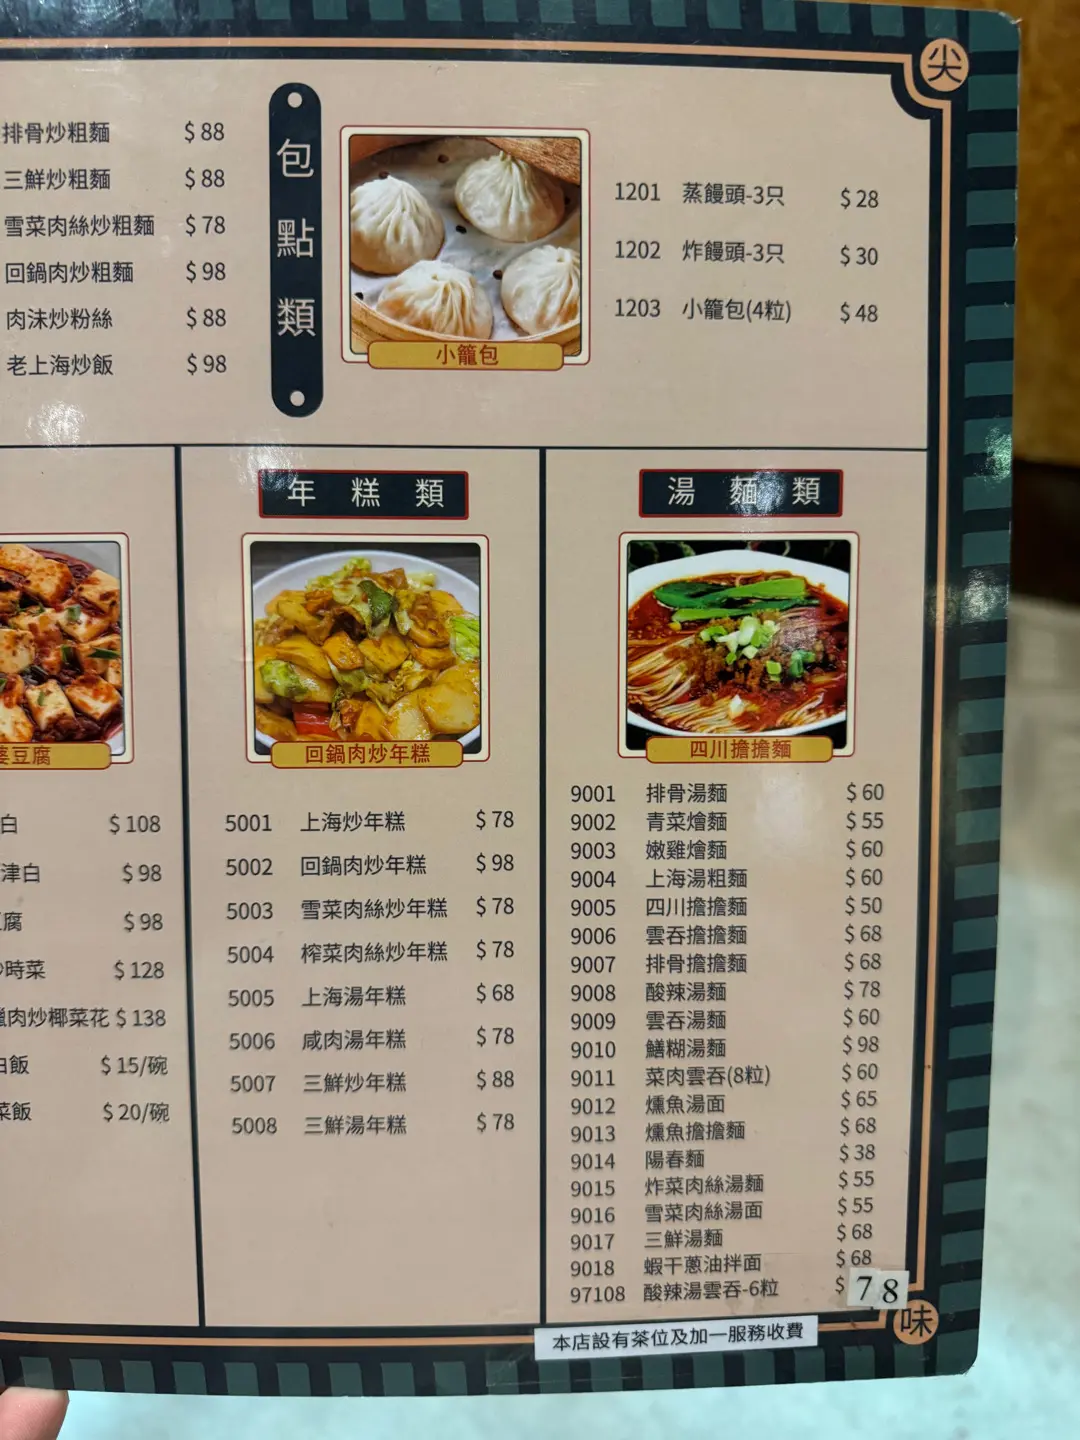 尖
排骨炒粗麵 $88
三鮮炒粗麵 $88
雪菜肉絲炒粗麵 $78
回鍋肉炒粗麵 $98
肉沫炒粉絲 $88
老上海炒飯 $98
包點類
小籠包
1201 蒸饅頭-3只 $28
1202 炸饅頭-3只 $30
1203 小籠包(4粒) $48
婆豆腐
白 $108
津白 $98
腐 $98
炒時菜 $128
肉炒椰菜花 $138
白飯 $15/碗
菜飯 $20/碗
年糕類
回鍋肉炒年糕
5001 上海炒年糕 $78
5002 回鍋肉炒年糕 $98
5003 雪菜肉絲炒年糕 $78
5004 榨菜肉絲炒年糕 $78
5005 上海湯年糕 $68
5006 咸肉湯年糕 $78
5007 三鮮炒年糕 $88
5008 三鮮湯年糕 $78
湯麵類
四川擔擔麵
9001 排骨湯麵 $60
9002 青菜燴麵 $55
9003 嫩雞燴麵 $60
9004 上海湯粗麵 $60
9005 四川擔擔麵 $50
9006 雲吞擔擔麵 $68
9007 排骨擔擔麵 $68
9008 酸辣湯麵 $78
9009 雲吞湯麵 $60
9010 鱔糊湯麵 $98
9011 菜肉雲吞(8粒) $60
9012 燻魚湯面 $65
9013 燻魚擔擔麵 $68
9014 陽春麵 $38
9015 炸菜肉絲湯麵 $55
9016 雪菜肉絲湯面 $55
9017 三鮮湯麵 $68
9018 蝦干蔥油拌面 $68
97108 酸辣湯雲吞-6粒 $78
味
本店設有茶位及加一服務收費